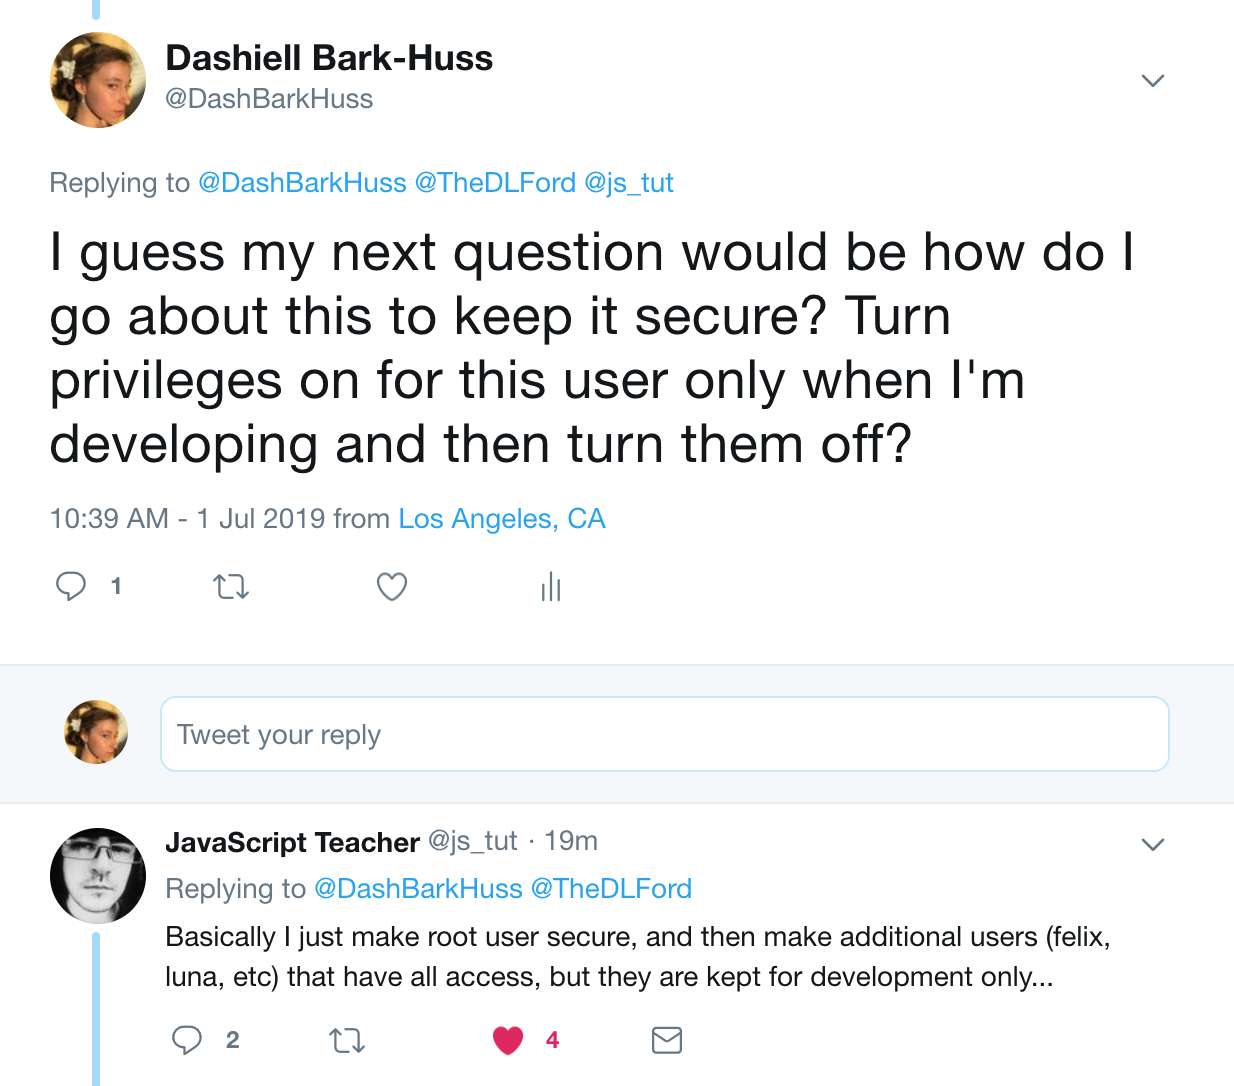 Dashiell Bark-Huss
@DashBarkHuss
Replying to @DashBarkHuss @TheDLFord @js_tut
I guess my next question would be how do I
go about this to keep it secure? Turn
privileges on for this user only when I'm
developing and then turn them off?
10:39 AM - 1 Jul 2019 from Los Angeles, CA
1
Tweet your reply
JavaScript Teacher @js_tut · 19m
Replying to @DashBarkHuss @TheDLFord
Basically I just make root user secure, and then make additional users (felix,
luna, etc) that have all access, but they are kept for development only...
2 4